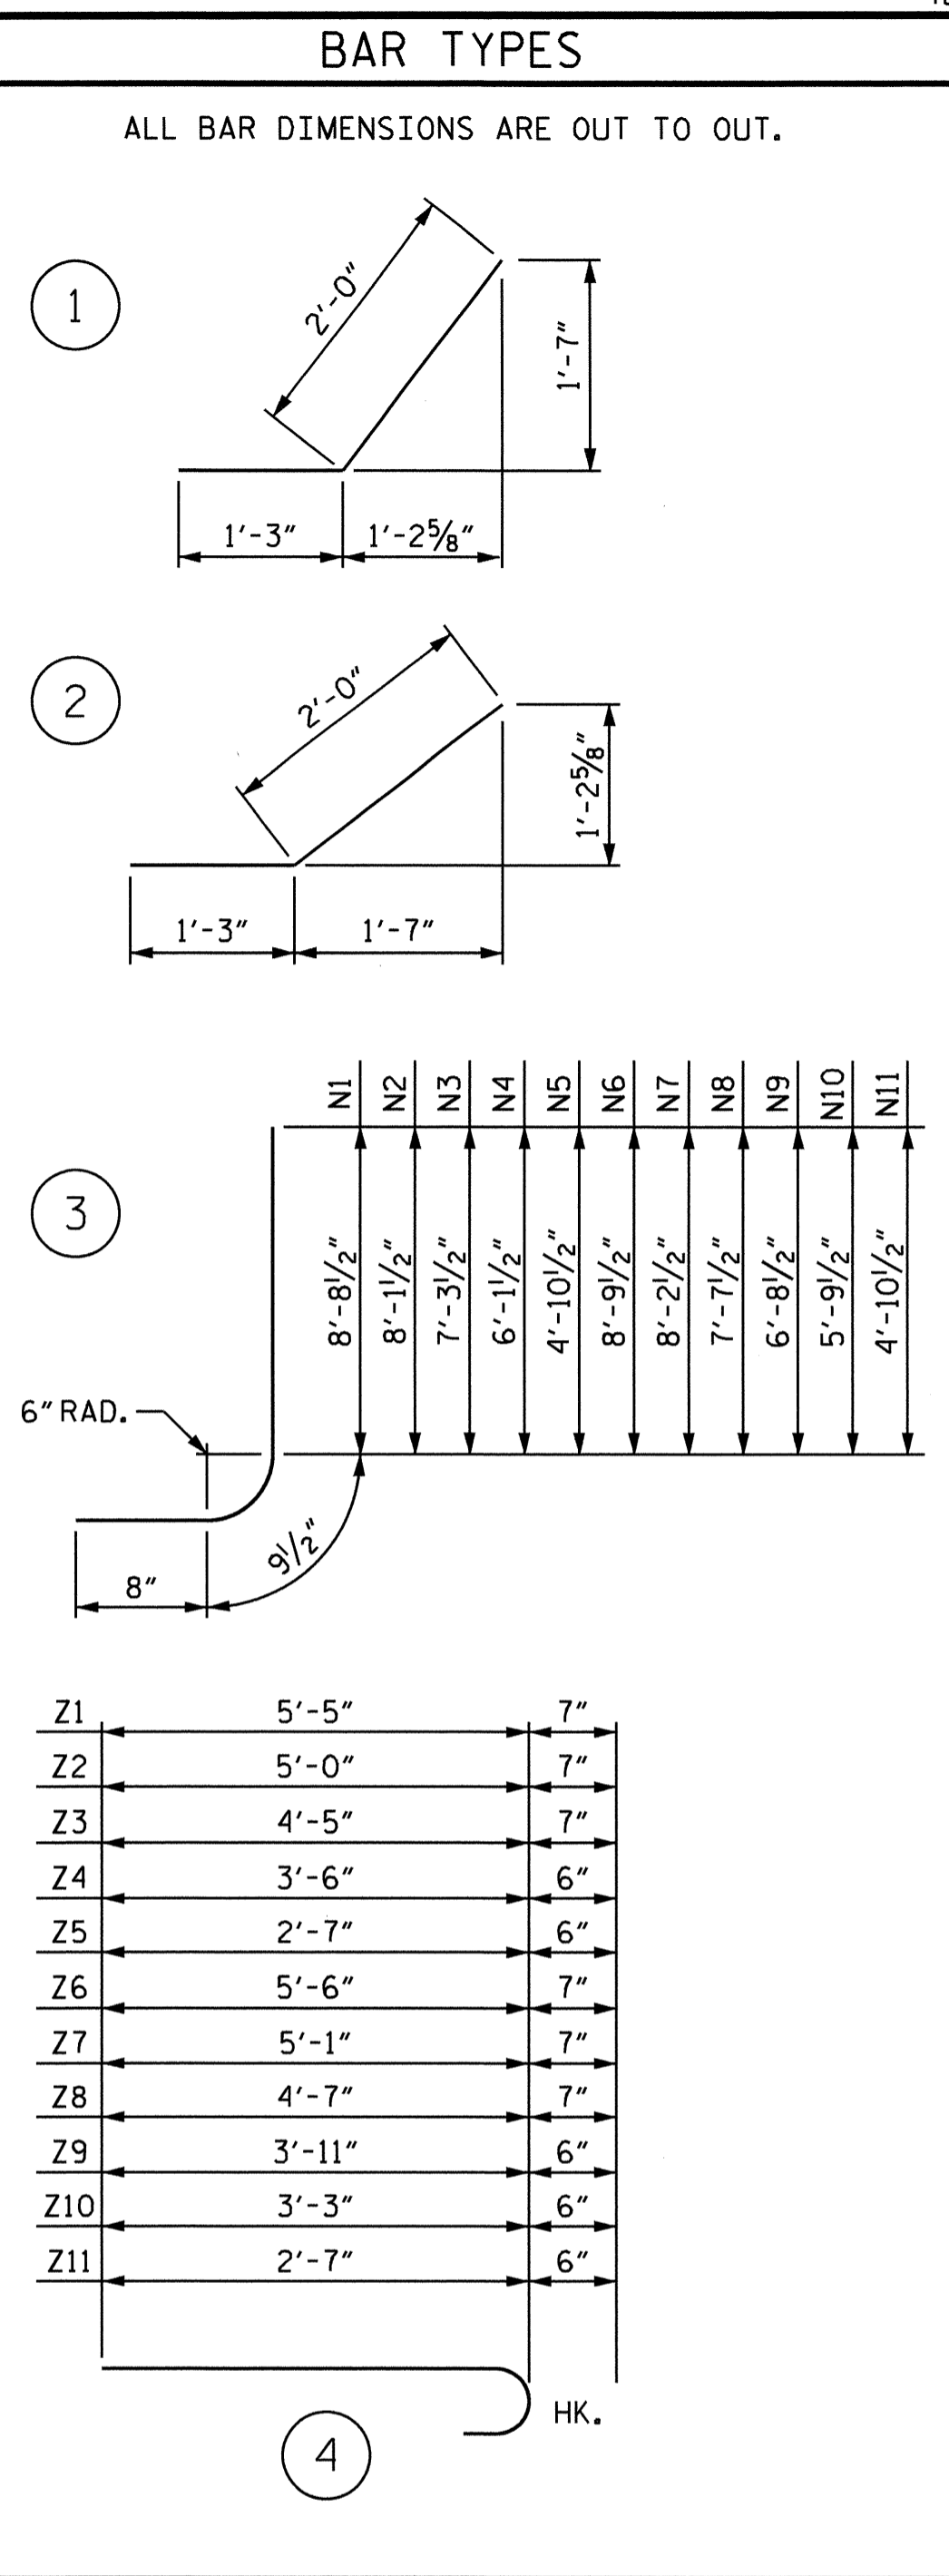 BAR TYPES
ALL BAR DIMENSIONS ARE OUT TO OUT.
1
2'-0"
1'-7"
1'-3" 1'-2⅝"
2
2'-0"
1'-2⅝"
1'-3" 1'-7"
3
N1 N2 N3 N4 N5 N6 N7 N8 N9 N10 N11
8'-8½" 8'-1½" 7'-3½" 6'-1½" 4'-10½" 8'-9½" 8'-2½" 7'-7½" 6'-8½" 5'-9½" 4'-10½"
6" RAD.
9½"
8"
Z1 5'-5" 7"
Z2 5'-0" 7"
Z3 4'-5" 7"
Z4 3'-6" 6"
Z5 2'-7" 6"
Z6 5'-6" 7"
Z7 5'-1" 7"
Z8 4'-7" 7"
Z9 3'-11" 6"
Z10 3'-3" 6"
Z11 2'-7" 6"
HK.
4